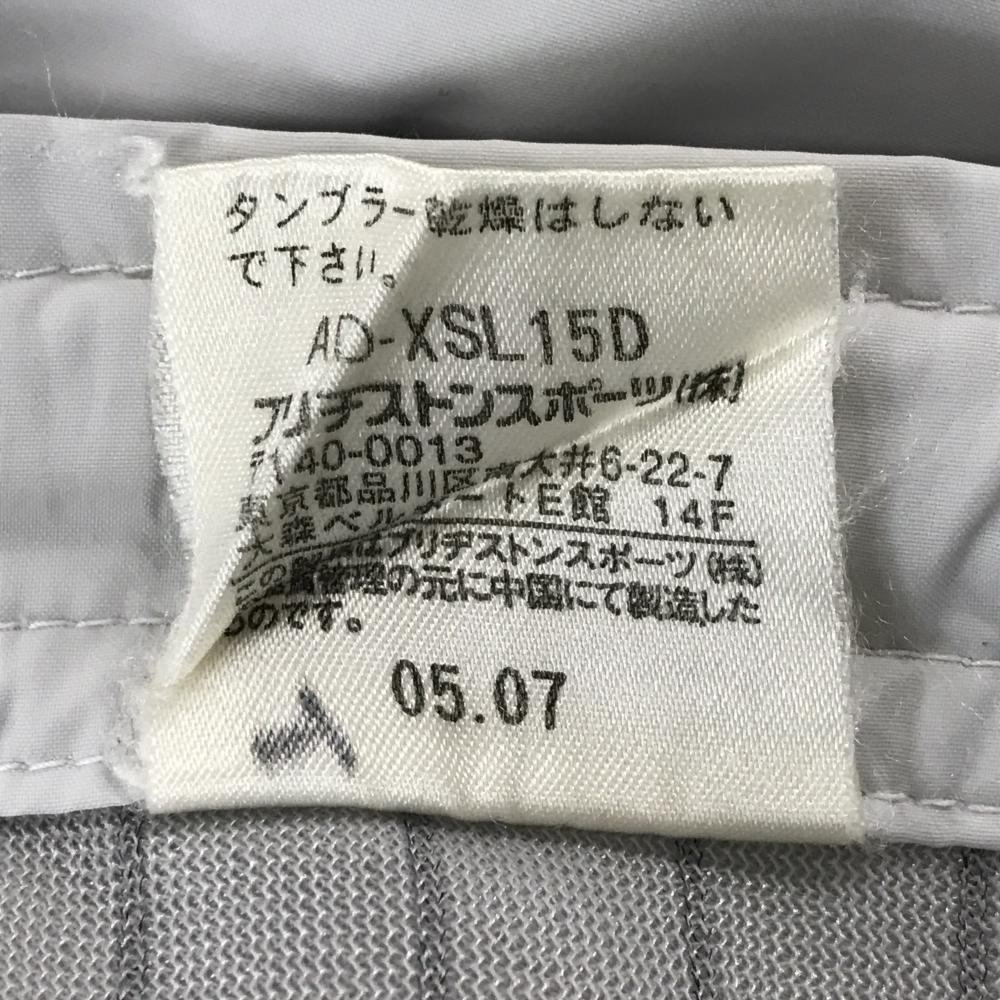 タンブラー乾燥はしない
で下さい。
AD-XSL15D
ブリヂストンスポーツ(株)
140-0013
東京都品川区南大井6-22-7
大森ベルポートE館 14F
はブリヂストンスポーツ(株)
の品質管理の元に中国にて製造した
ものです。
05.07